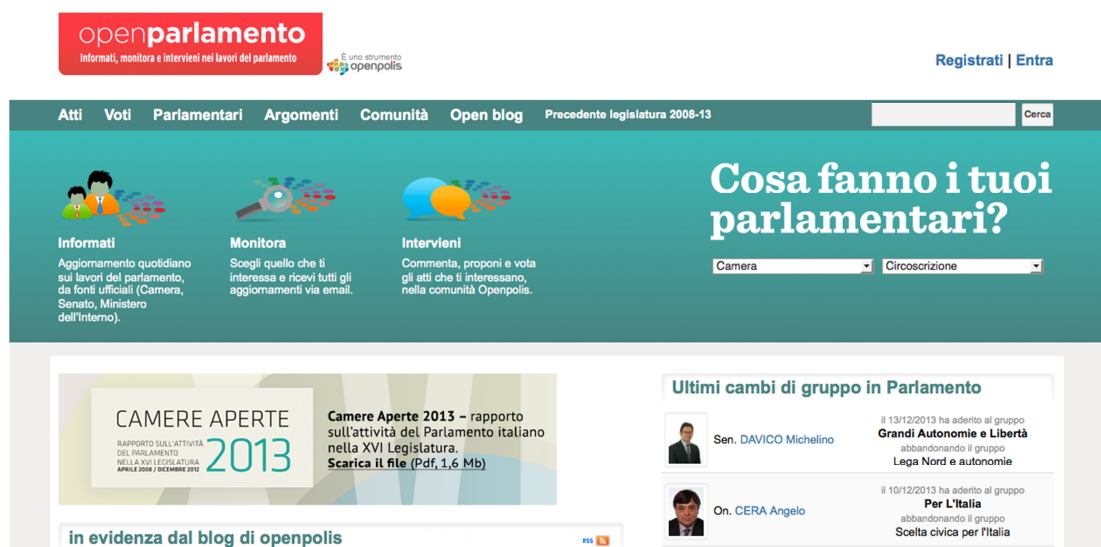 openparlamento
Informati, monitora e intervieni nei lavori del parlamento
È uno strumento
openpolis
Registrati | Entra
Atti Voti Parlamentari Argomenti Comunità Open blog Precedente legislatura 2008-13
Cerca
Informati
Aggiornamento quotidiano
sui lavori del parlamento,
da fonti ufficiali (Camera,
Senato, Ministero
dell'Interno).
Monitora
Scegli quello che ti
interessa e ricevi tutti gli
aggiornamenti via email.
Intervieni
Commenta, proponi e vota
gli atti che ti interessano,
nella comunità Openpolis.
Cosa fanno i tuoi
parlamentari?
Camera Circoscrizione
CAMERE APERTE
RAPPORTO SULL'ATTIVITÀ
DEL PARLAMENTO
NELLA XVI LEGISLATURA
APRILE 2008 / DICEMBRE 2012
2013
Camere Aperte 2013 – rapporto
sull'attività del Parlamento italiano
nella XVI Legislatura.
Scarica il file (Pdf, 1,6 Mb)
in evidenza dal blog di openpolis
RSS
Ultimi cambi di gruppo in Parlamento
Sen. DAVICO Michelino
il 13/12/2013 ha aderito al gruppo
Grandi Autonomie e Libertà
abbandonando il gruppo
Lega Nord e autonomie
On. CERA Angelo
il 10/12/2013 ha aderito al gruppo
Per L'Italia
abbandonando il gruppo
Scelta civica per l'Italia